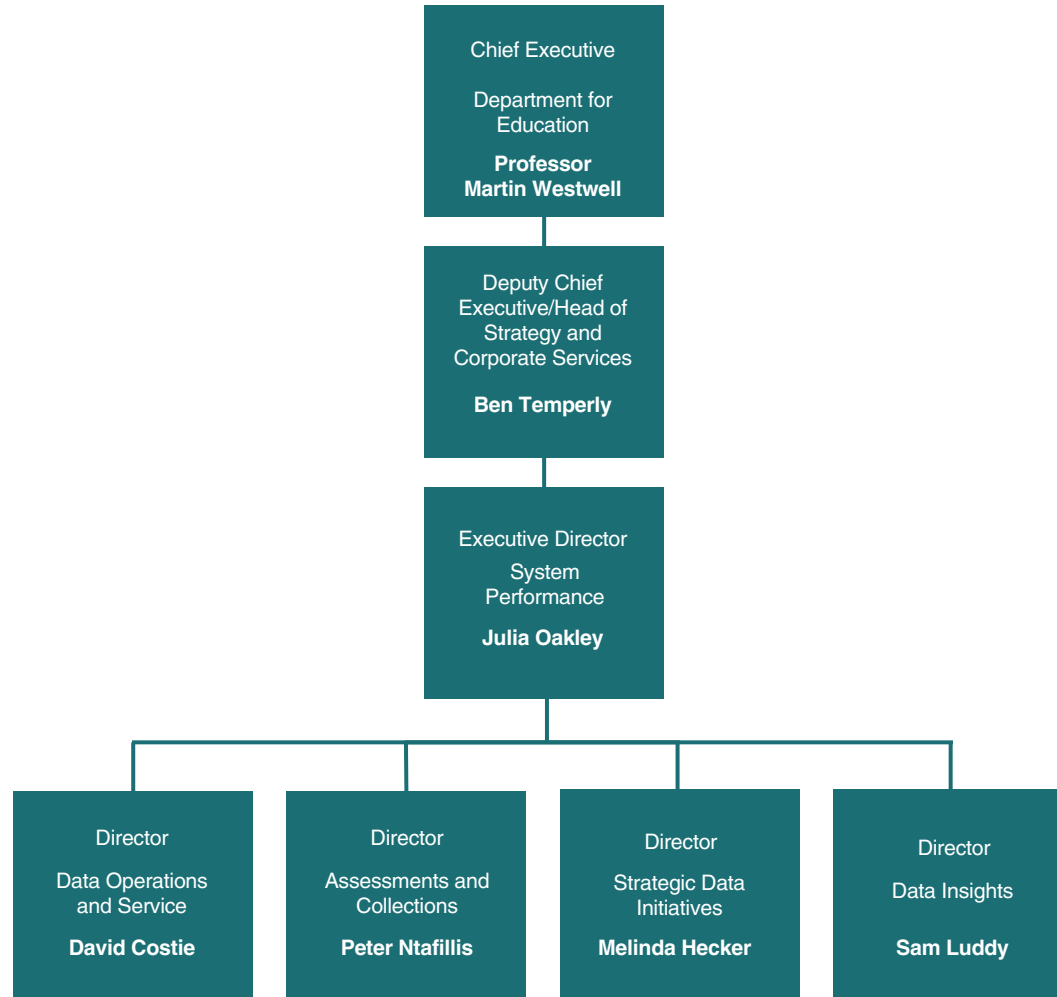 Chief Executive
Department for
Education
Professor
Martin Westwell
Deputy Chief
Executive/Head of
Strategy and
Corporate Services
Ben Temperly
Executive Director
System
Performance
Julia Oakley
Director
Data Operations
and Service
David Costie
Director
Assessments and
Collections
Peter Ntafillis
Director
Strategic Data
Initiatives
Melinda Hecker
Director
Data Insights
Sam Luddy